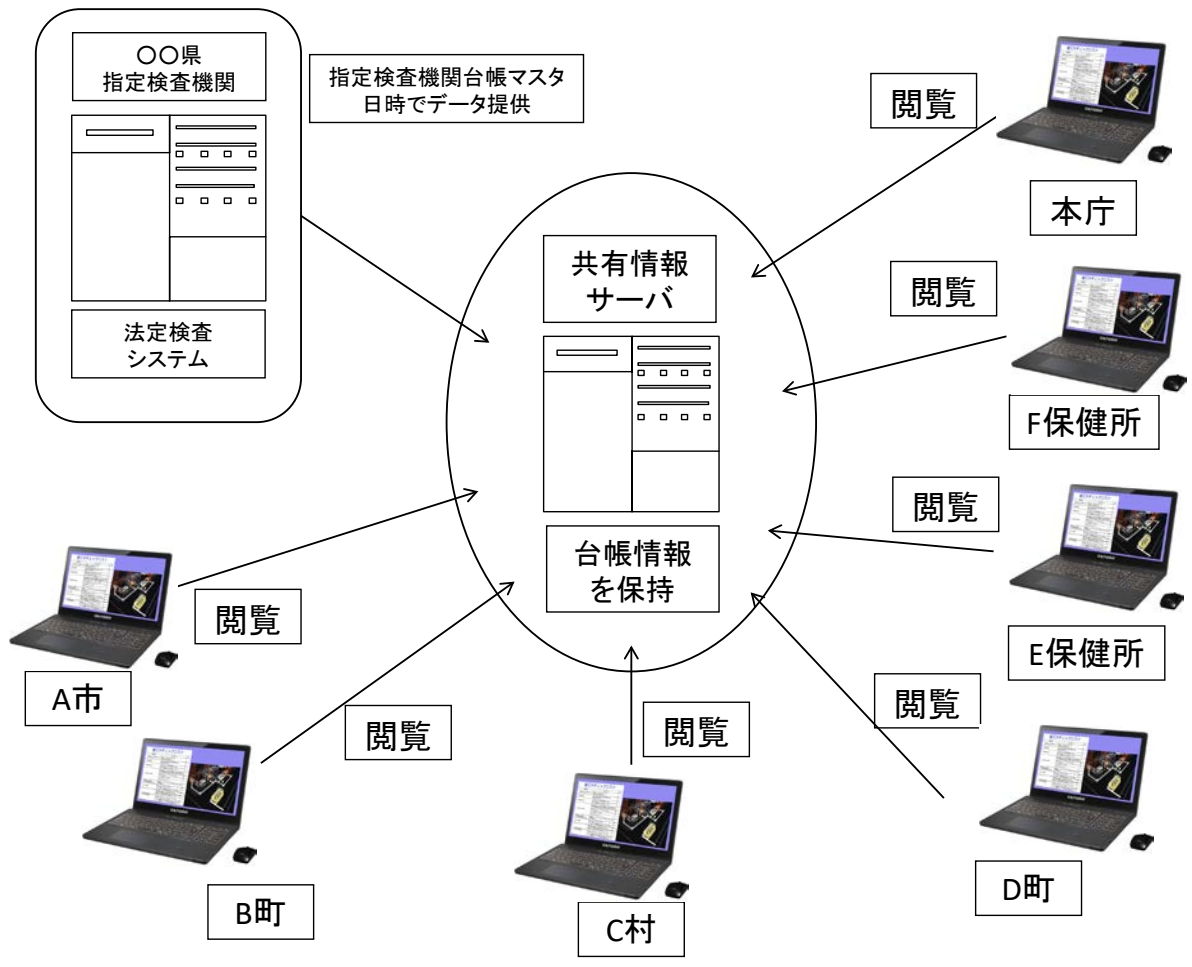 〇〇県
指定検査機関
指定検査機関台帳マスタ
日時でデータ提供
法定検査
システム
共有情報
サーバ
台帳情報
を保持
閲覧
本庁
閲覧
F保健所
閲覧
E保健所
閲覧
D町
閲覧
A市
閲覧
B町
閲覧
C村